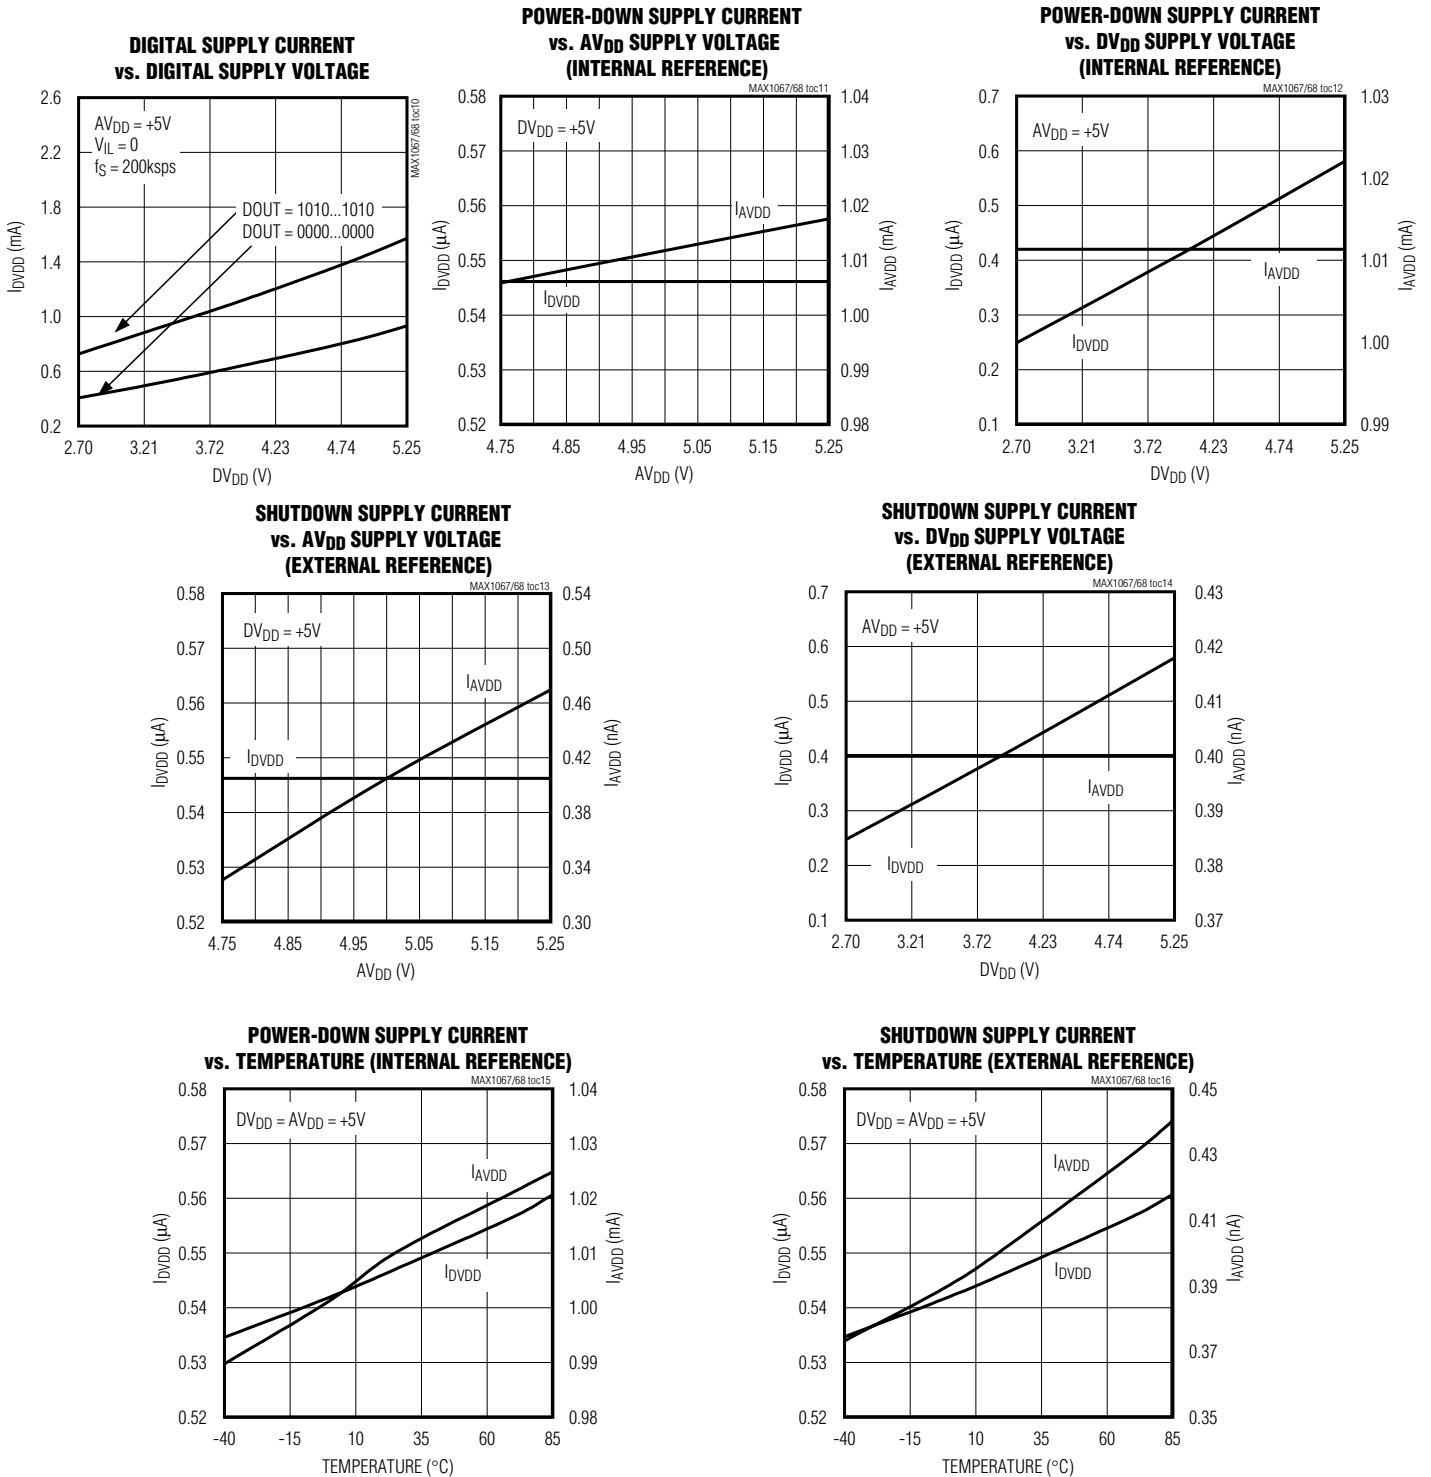 DIGITAL SUPPLY CURRENT
vs. DIGITAL SUPPLY VOLTAGE
MAX1067/68 toc10
2.6
2.2
1.8
1.4
1.0
0.6
0.2
IDVDD (mA)
AVDD = +5V
VIL = 0
fS = 200ksps
DOUT = 1010...1010
DOUT = 0000...0000
2.70 3.21 3.72 4.23 4.74 5.25
DVDD (V)
POWER-DOWN SUPPLY CURRENT
vs. AVDD SUPPLY VOLTAGE
(INTERNAL REFERENCE)
MAX1067/68 toc11
0.58
0.57
0.56
0.55
0.54
0.53
0.52
IDVDD (μA)
DVDD = +5V
IAVDD
IDVDD
1.04
1.03
1.02
1.01
1.00
0.99
0.98
IAVDD (mA)
4.75 4.85 4.95 5.05 5.15 5.25
AVDD (V)
POWER-DOWN SUPPLY CURRENT
vs. DVDD SUPPLY VOLTAGE
(INTERNAL REFERENCE)
MAX1067/68 toc12
0.7
0.6
0.5
0.4
0.3
0.2
0.1
IDVDD (μA)
AVDD = +5V
IAVDD
IDVDD
1.03
1.02
1.01
1.00
0.99
IAVDD (mA)
2.70 3.21 3.72 4.23 4.74 5.25
DVDD (V)
SHUTDOWN SUPPLY CURRENT
vs. AVDD SUPPLY VOLTAGE
(EXTERNAL REFERENCE)
MAX1067/68 toc13
0.58
0.57
0.56
0.55
0.54
0.53
0.52
IDVDD (μA)
DVDD = +5V
IAVDD
IDVDD
0.54
0.50
0.46
0.42
0.38
0.34
0.30
IAVDD (nA)
4.75 4.85 4.95 5.05 5.15 5.25
AVDD (V)
SHUTDOWN SUPPLY CURRENT
vs. DVDD SUPPLY VOLTAGE
(EXTERNAL REFERENCE)
MAX1067/68 toc14
0.7
0.6
0.5
0.4
0.3
0.2
0.1
IDVDD (μA)
AVDD = +5V
IAVDD
IDVDD
0.43
0.42
0.41
0.40
0.39
0.38
0.37
IAVDD (nA)
2.70 3.21 3.72 4.23 4.74 5.25
DVDD (V)
POWER-DOWN SUPPLY CURRENT
vs. TEMPERATURE (INTERNAL REFERENCE)
MAX1067/68 toc15
0.58
0.57
0.56
0.55
0.54
0.53
0.52
IDVDD (μA)
DVDD = AVDD = +5V
IAVDD
IDVDD
1.04
1.03
1.02
1.01
1.00
0.99
0.98
IAVDD (mA)
-40 -15 10 35 60 85
TEMPERATURE (°C)
SHUTDOWN SUPPLY CURRENT
vs. TEMPERATURE (EXTERNAL REFERENCE)
MAX1067/68 toc16
0.58
0.57
0.56
0.55
0.54
0.53
0.52
IDVDD (μA)
DVDD = AVDD = +5V
IAVDD
IDVDD
0.45
0.43
0.41
0.39
0.37
0.35
IAVDD (nA)
-40 -15 10 35 60 85
TEMPERATURE (°C)